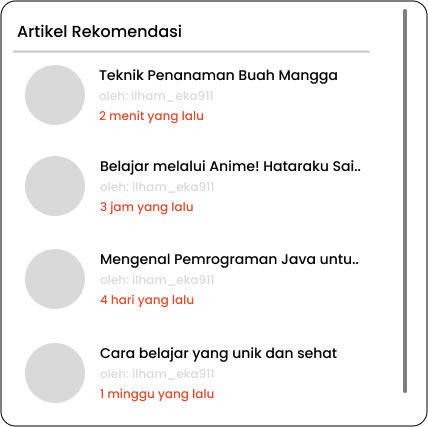 Artikel Rekomendasi
Teknik Penanaman Buah Mangga
oleh: ilham_eka911
2 menit yang lalu
Belajar melalui Anime! Hataraku Sai..
oleh: ilham_eka911
3 jam yang lalu
Mengenal Pemrograman Java untu..
oleh: ilham_eka911
4 hari yang lalu
Cara belajar yang unik dan sehat
oleh: ilham_eka911
1 minggu yang lalu